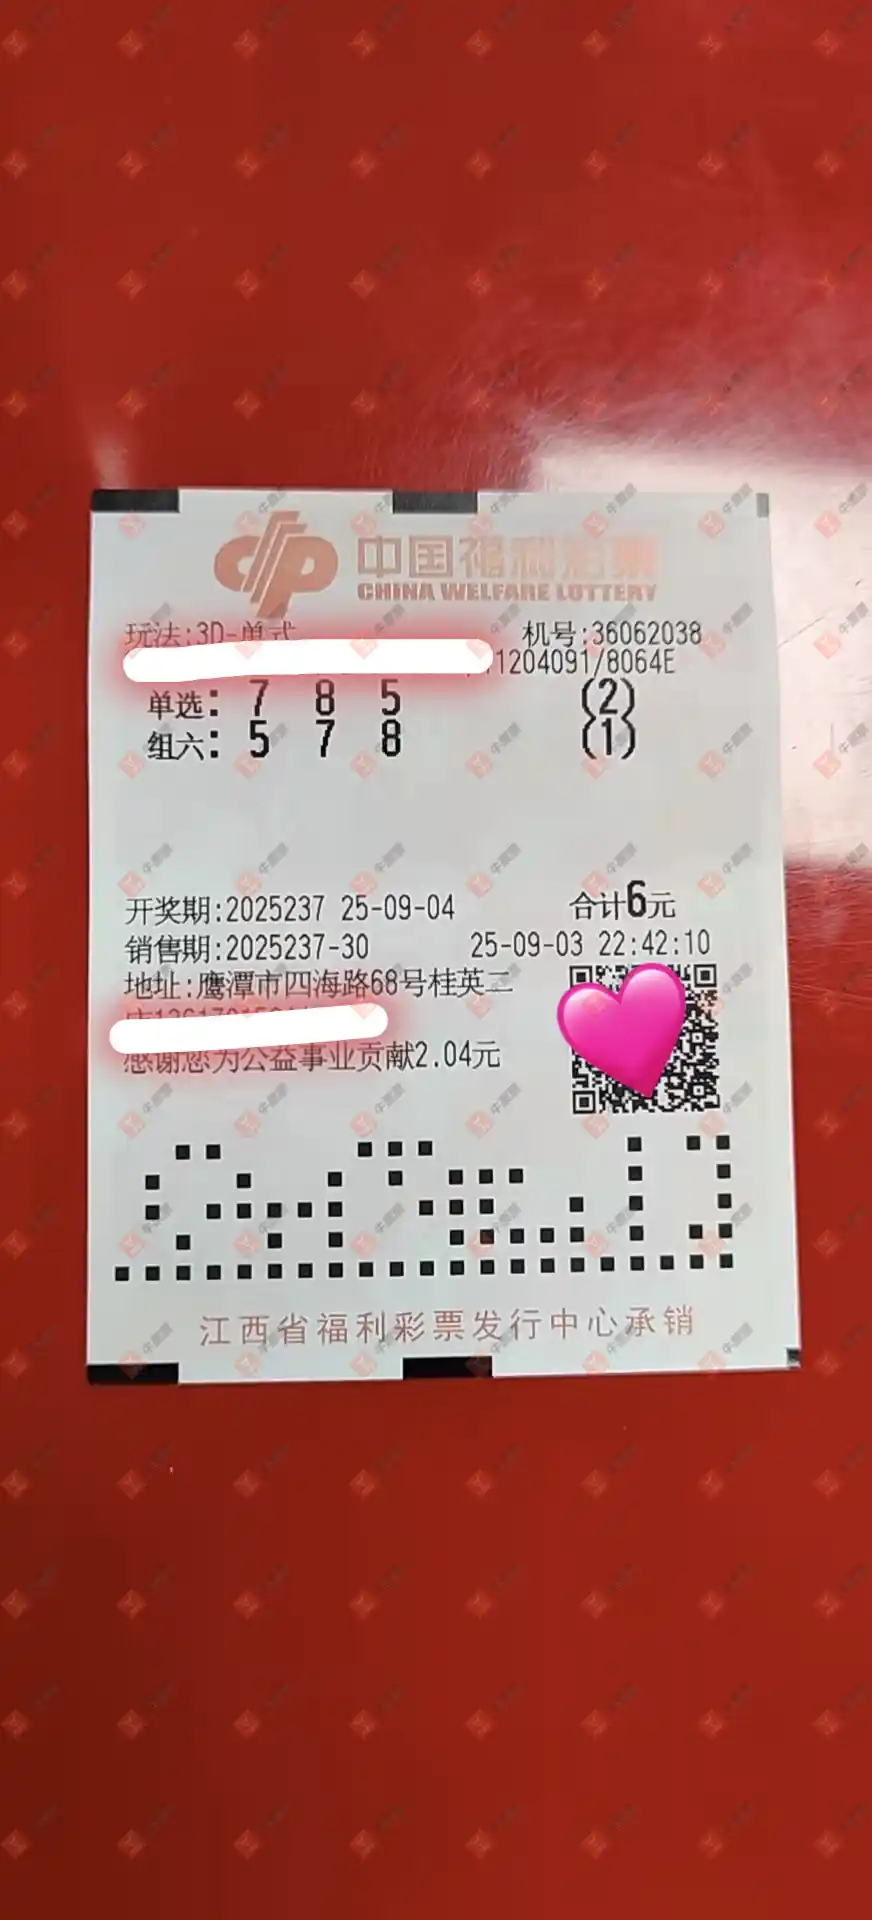 中国福利彩票
CHINA WELFARE LOTTERY
玩法:3D-单式
机号:36062038
11204091/8064E
单选: 7 8 5 (2)
组六: 5 7 8 (1)
开奖期:2025237 25-09-04 合计6元
销售期:2025237-30 25-09-03 22:42:10
地址:鹰潭市四海路68号桂英二
感谢您为公益事业贡献2.04元
江西省福利彩票发行中心承销